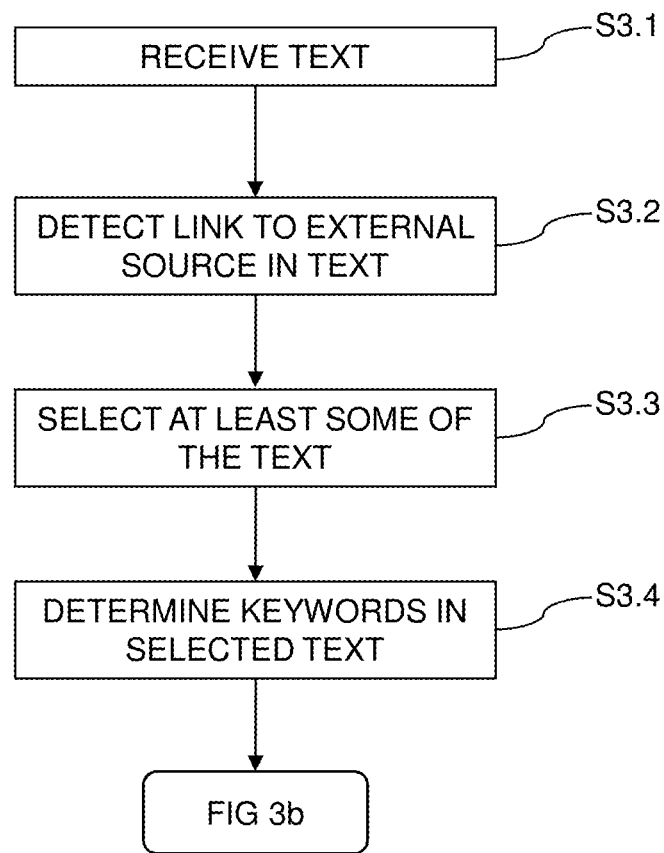 RECEIVE TEXT
S3.1
DETECT LINK TO EXTERNAL
SOURCE IN TEXT
S3.2
SELECT AT LEAST SOME OF
THE TEXT
S3.3
DETERMINE KEYWORDS IN
SELECTED TEXT
S3.4
FIG 3b